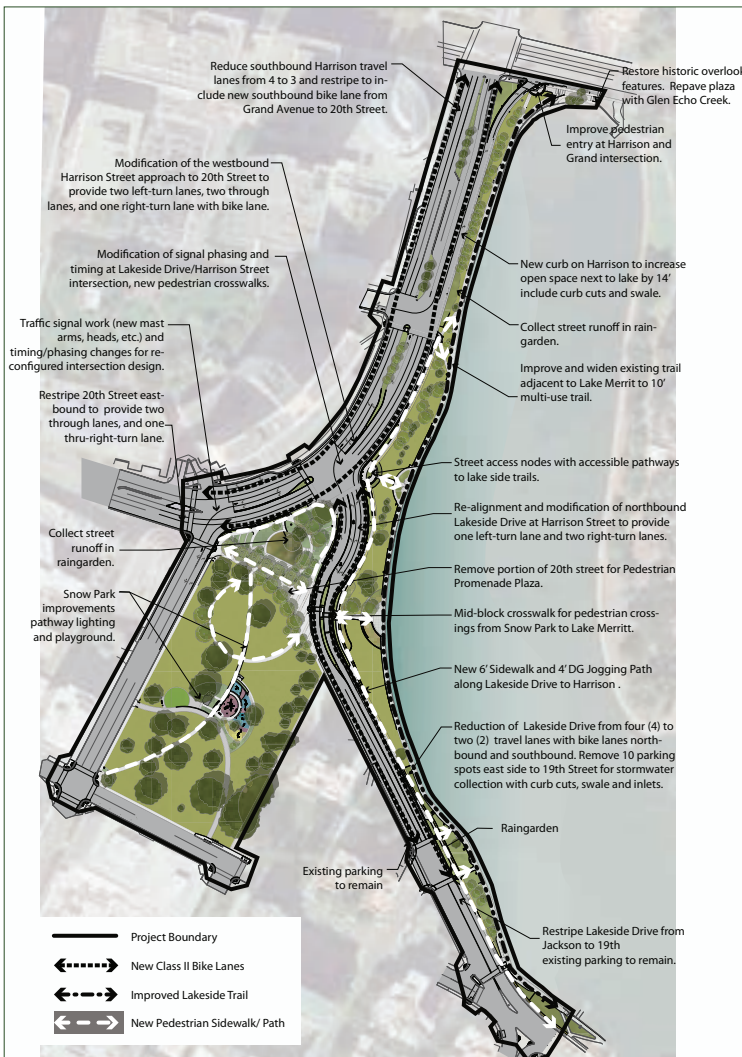 Reduce southbound Harrison travel
lanes from 4 to 3 and restripe to in-
clude new southbound bike lane from
Grand Avenue to 20th Street.
Restore historic overlook
features. Repave plaza
with Glen Echo Creek.
Improve pedestrian
entry at Harrison and
Grand intersection.
Modification of the westbound
Harrison Street approach to 20th Street to
provide two left-turn lanes, two through
lanes, and one right-turn lane with bike lane.
Modification of signal phasing and
timing at Lakeside Drive/Harrison Street
intersection, new pedestrian crosswalks.
New curb on Harrison to increase
open space next to lake by 14'
include curb cuts and swale.
Traffic signal work (new mast
arms, heads, etc.) and
timing/phasing changes for re-
configured intersection design.
Collect street runoff in rain-
garden.
Improve and widen existing trail
adjacent to Lake Merrit to 10'
multi-use trail.
Restripe 20th Street east-
bound to provide two
through lanes, and one
thru-right-turn lane.
Street access nodes with accessible pathways
to lake side trails.
Re-alignment and modification of northbound
Lakeside Drive at Harrison Street to provide
one left-turn lane and two right-turn lanes.
Collect street
runoff in
raingarden.
Remove portion of 20th street for Pedestrian
Promenade Plaza.
Snow Park
improvements
pathway lighting
and playground.
Mid-block crosswalk for pedestrian cross-
ings from Snow Park to Lake Merritt.
New 6' Sidewalk and 4' DG Jogging Path
along Lakeside Drive to Harrison .
Reduction of Lakeside Drive from four (4) to
two (2) travel lanes with bike lanes north-
bound and southbound. Remove 10 parking
spots east side to 19th Street for stormwater
collection with curb cuts, swale and inlets.
Raingarden
Existing parking
to remain
Restripe Lakeside Drive from
Jackson to 19th
existing parking to remain.
Project Boundary
New Class II Bike Lanes
Improved Lakeside Trail
New Pedestrian Sidewalk/ Path